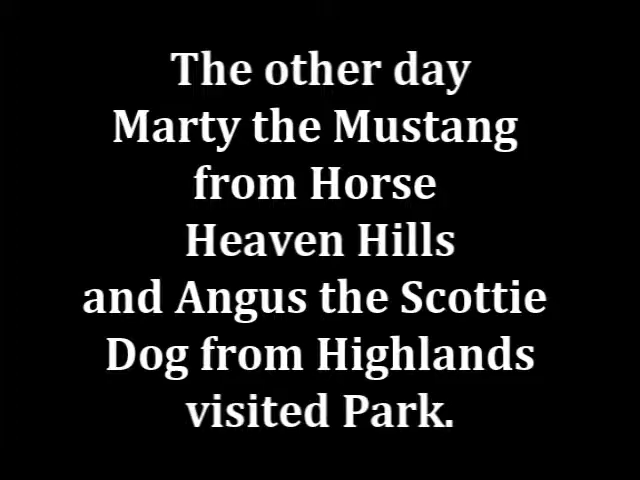 The other day
Marty the Mustang
from Horse
Heaven Hills
and Angus the Scottie
Dog from Highlands
visited Park.